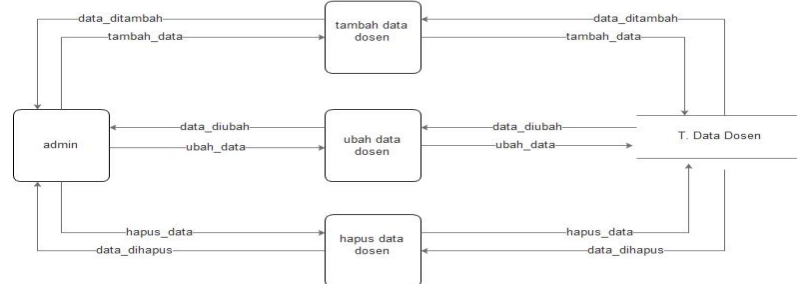 data_ditambah
tambah_data
tambah data
dosen
data_ditambah
tambah_data
admin
data_diubah
ubah_data
ubah data
dosen
data_diubah
ubah_data
T. Data Dosen
hapus_data
data_dihapus
hapus data
dosen
hapus_data
data_dihapus